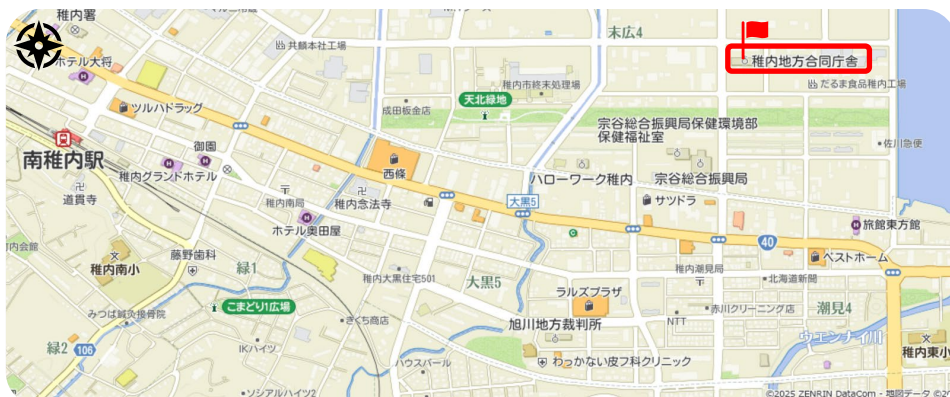 稚内署
ホテル大将
共麟本社工場
末広4
稚内地方合同庁舎
だるま食品稚内工場
稚内市終末処理場
天北緑地
成田板金店
ツルハドラッグ
宗谷総合振興局保健環境部
保健福祉室
佐川急便
御園
南稚内駅
稚内グランドホテル
西條
ハローワーク稚内
宗谷総合振興局
道貫寺
稚内南局
稚内念法寺
大黒5
サツドラ
旅館東方館
ホテル奥田屋
40
内会館
稚内南小
藤野歯科
緑1
稚内大黒住宅501
大黒5
稚内潮見局
ベストホーム
北海道新聞
こまどり1広場
ラルズプラザ
赤川クリーニング店
潮見4
みつば鍼灸接骨院
きくち商店
旭川地方裁判所
NTT
ウエンナイ川
緑2
106
IKハイツ
ハウスパール
わっかない皮フ科クリニック
稚内東小
ソシアルハイツ2
©2025 ZENRIN DataCom - 地図データ ©2